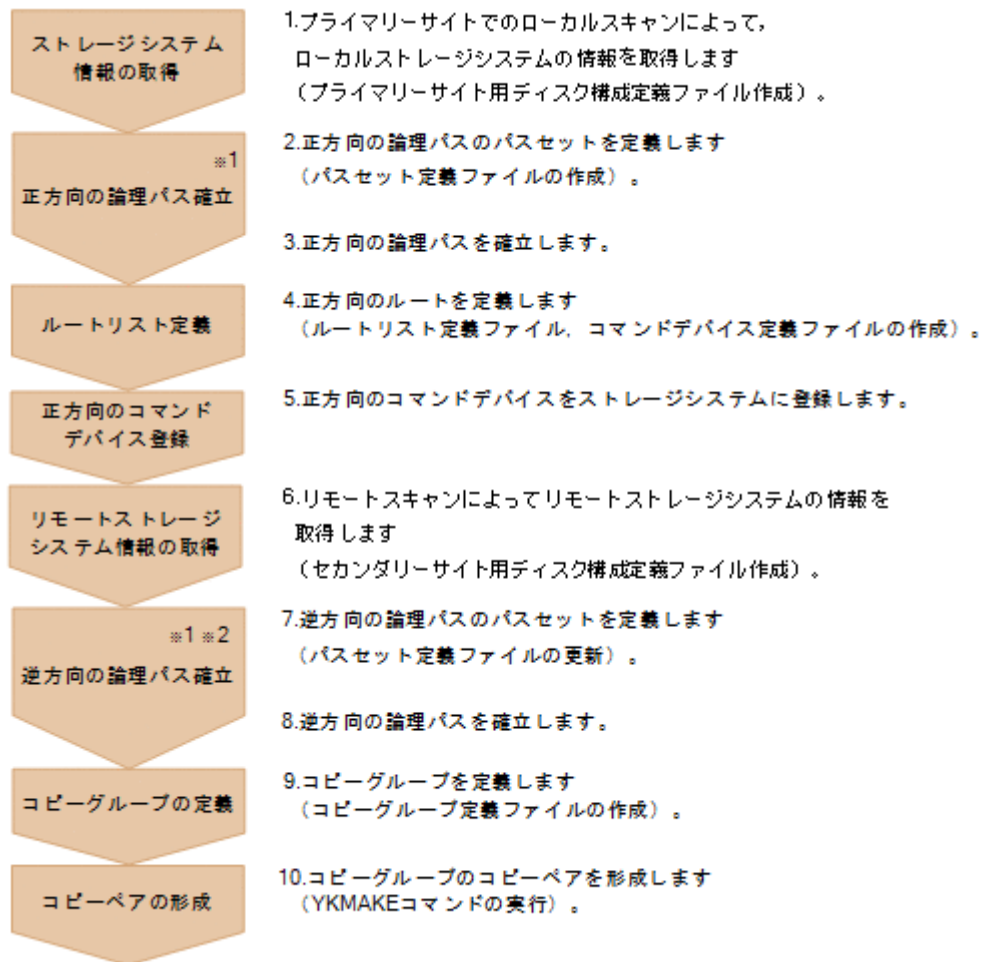 ストレージシステム
情報の取得
1.プライマリーサイトでのローカルスキャンによって，
ローカルストレージシステムの情報を取得します
（プライマリーサイト用ディスク構成定義ファイル作成）。
※1
正方向の論理パス確立
2.正方向の論理パスのパスセットを定義します
（パスセット定義ファイルの作成）。
3.正方向の論理パスを確立します。
ルートリスト定義
4.正方向のルートを定義します
（ルートリスト定義ファイル，コマンドデバイス定義ファイルの作成）。
正方向のコマンド
デバイス登録
5.正方向のコマンドデバイスをストレージシステムに登録します。
リモートストレージ
システム情報の取得
6.リモートスキャンによってリモートストレージシステムの情報を
取得します
（セカンダリーサイト用ディスク構成定義ファイル作成）。
※1 ※2
逆方向の論理パス確立
7.逆方向の論理パスのパスセットを定義します
（パスセット定義ファイルの更新）。
8.逆方向の論理パスを確立します。
コピーグループの定義
9.コピーグループを定義します
（コピーグループ定義ファイルの作成）。
コピーペアの形成
10.コピーグループのコピーペアを形成します
（YKMAKEコマンドの実行）。